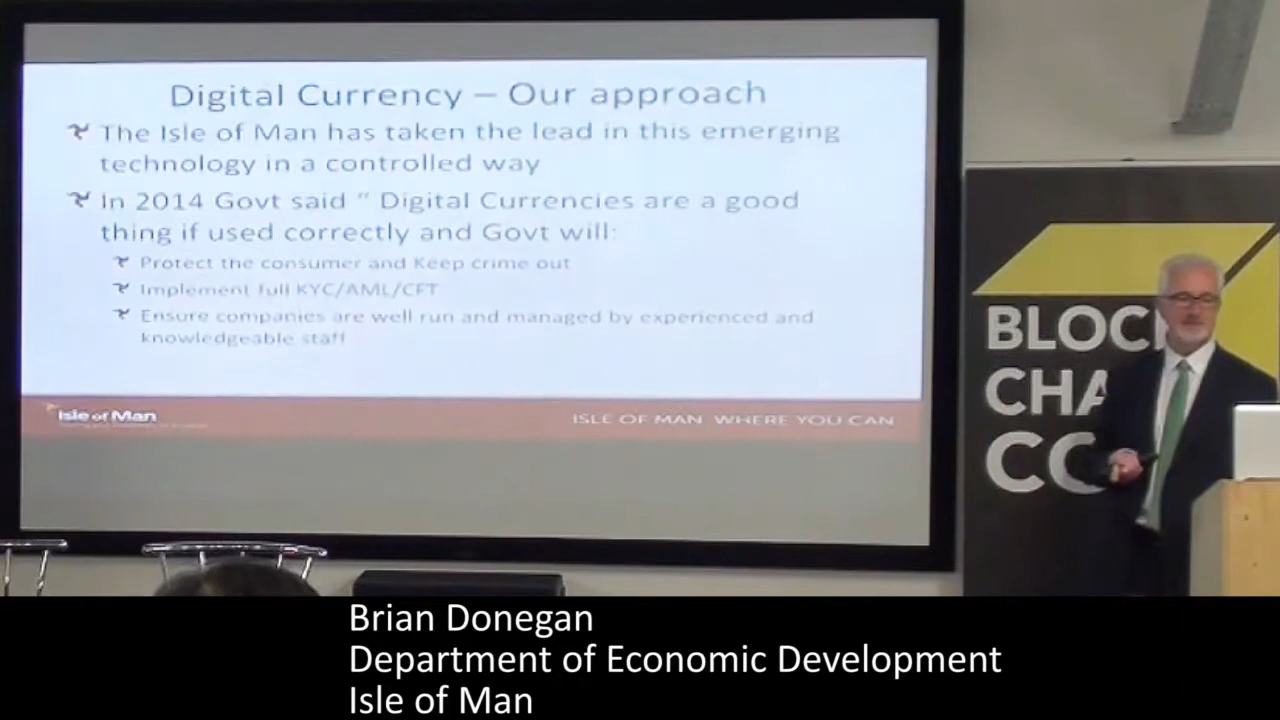 Digital Currency – Our approach
The Isle of Man has taken the lead in this emerging
technology in a controlled way
In 2014 Govt said " Digital Currencies are a good
thing if used correctly and Govt will:
Protect the consumer and Keep crime out
Implement full KYC/AML/CFT
Ensure companies are well run and managed by experienced and
knowledgeable staff
Isle of Man
ISLE OF MAN WHERE YOU CAN
BLOC
CHA
CO
Brian Donegan
Department of Economic Development
Isle of Man